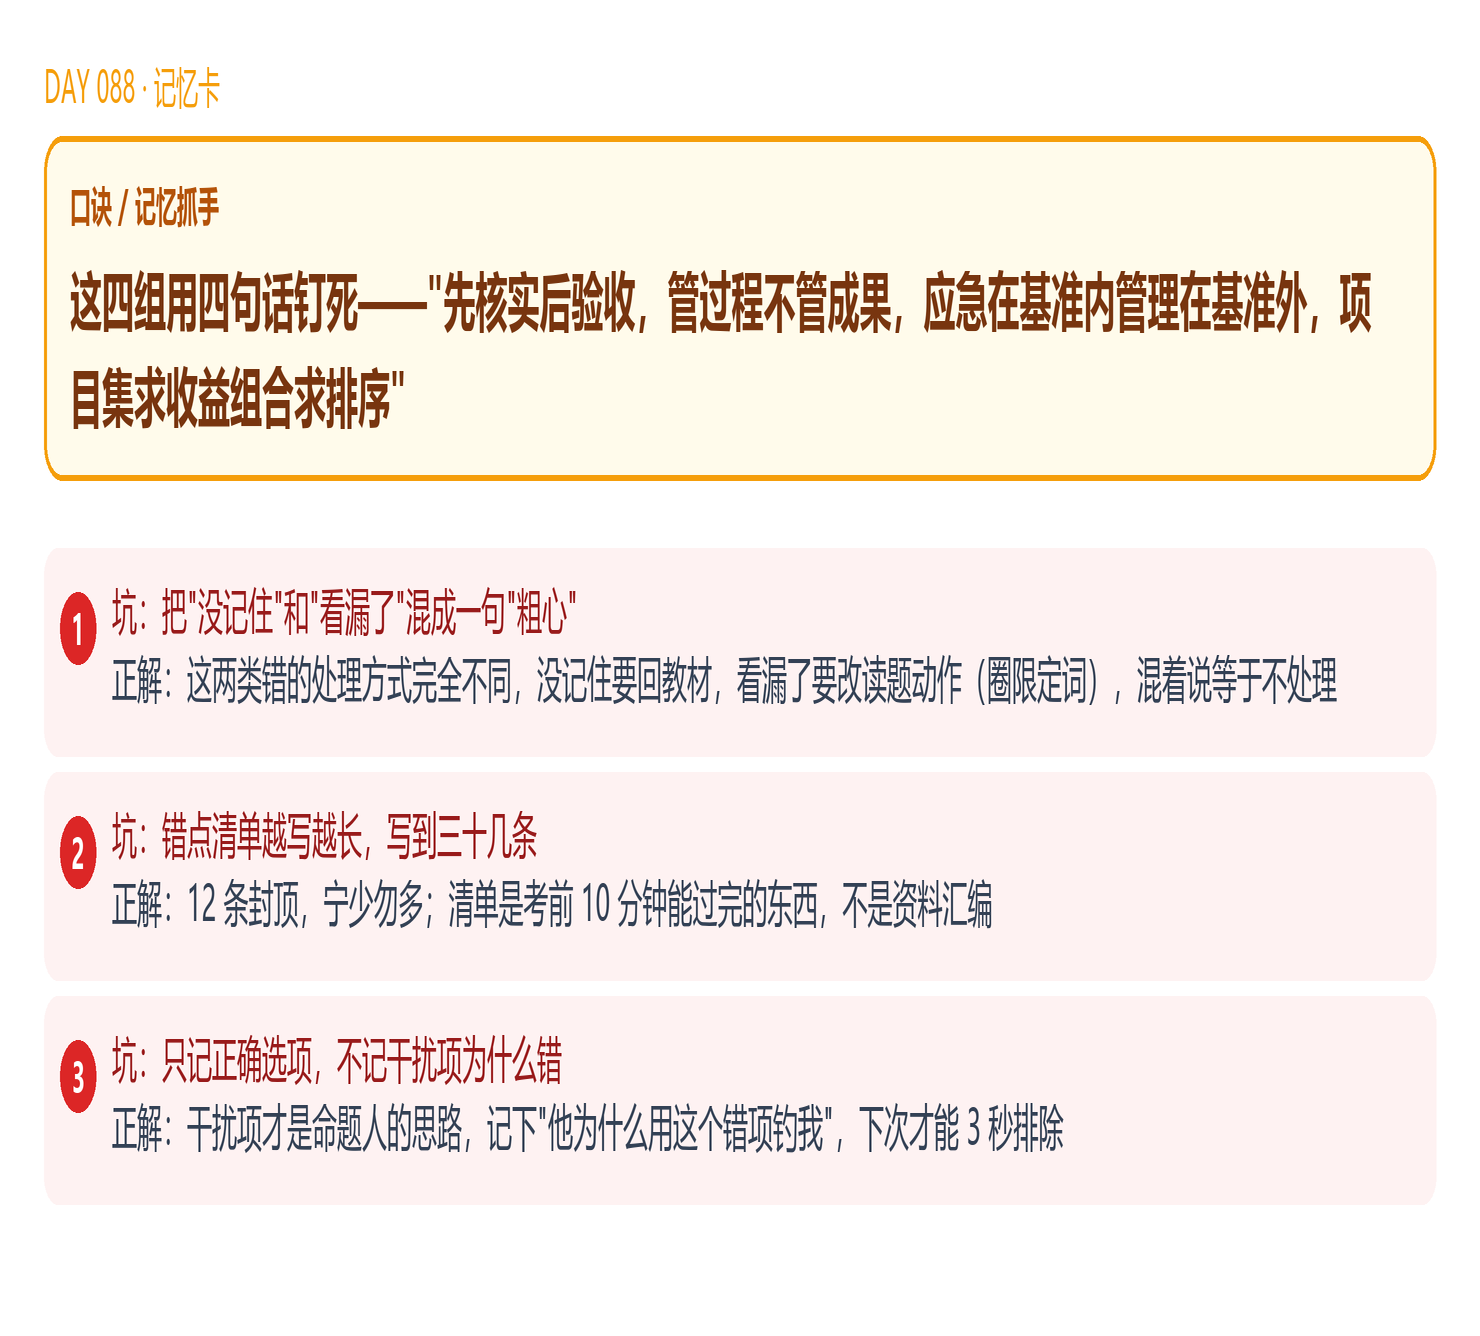 DAY 088 · 记忆卡
口诀 / 记忆抓手
这四组用四句话钉死——"先核实后验收，管过程不管成果，应急在基准内管理在基准外，项
目集求收益组合求排序"
1
坑：把"没记住"和"看漏了"混成一句"粗心"
正解：这两类错的处理方式完全不同，没记住要回教材，看漏了要改读题动作（圈限定词），混着说等于不处理
2
坑：错点清单越写越长，写到三十几条
正解：12 条封顶，宁少勿多；清单是考前 10 分钟能过完的东西，不是资料汇编
3
坑：只记正确选项，不记干扰项为什么错
正解：干扰项才是命题人的思路，记下"他为什么用这个错项钓我"，下次才能 3 秒排除